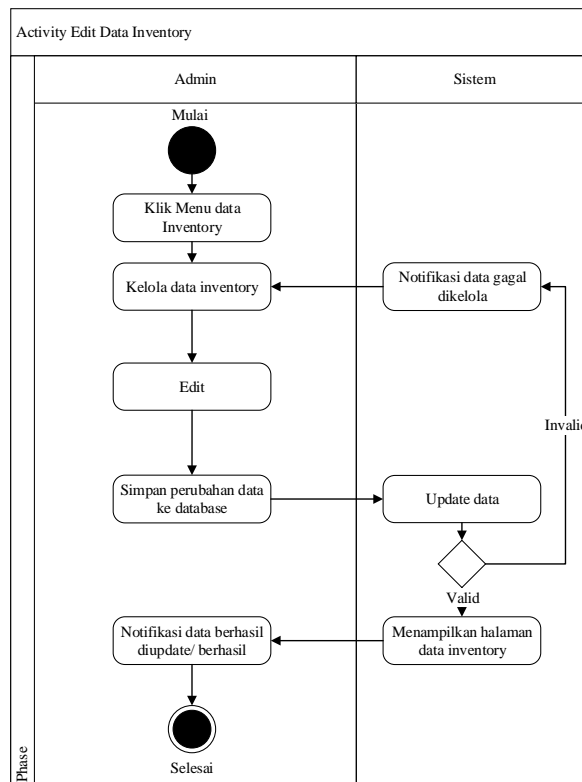 Activity Edit Data Inventory
Admin
Sistem
Mulai
Klik Menu data
Inventory
Kelola data inventory
Notifikasi data gagal
dikelola
Edit
Invalid
Simpan perubahan data
ke database
Update data
Valid
Notifikasi data berhasil
diupdate/ berhasil
Menampilkan halaman
data inventory
Selesai
Phase